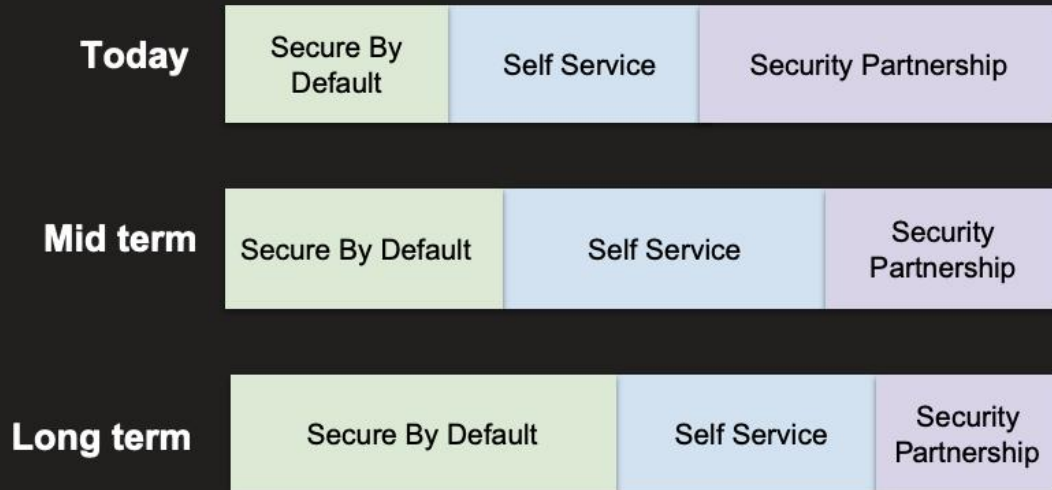 Today
Secure By
Default
Self Service
Security Partnership
Mid term
Secure By Default
Self Service
Security
Partnership
Long term
Secure By Default
Self Service
Security
Partnership